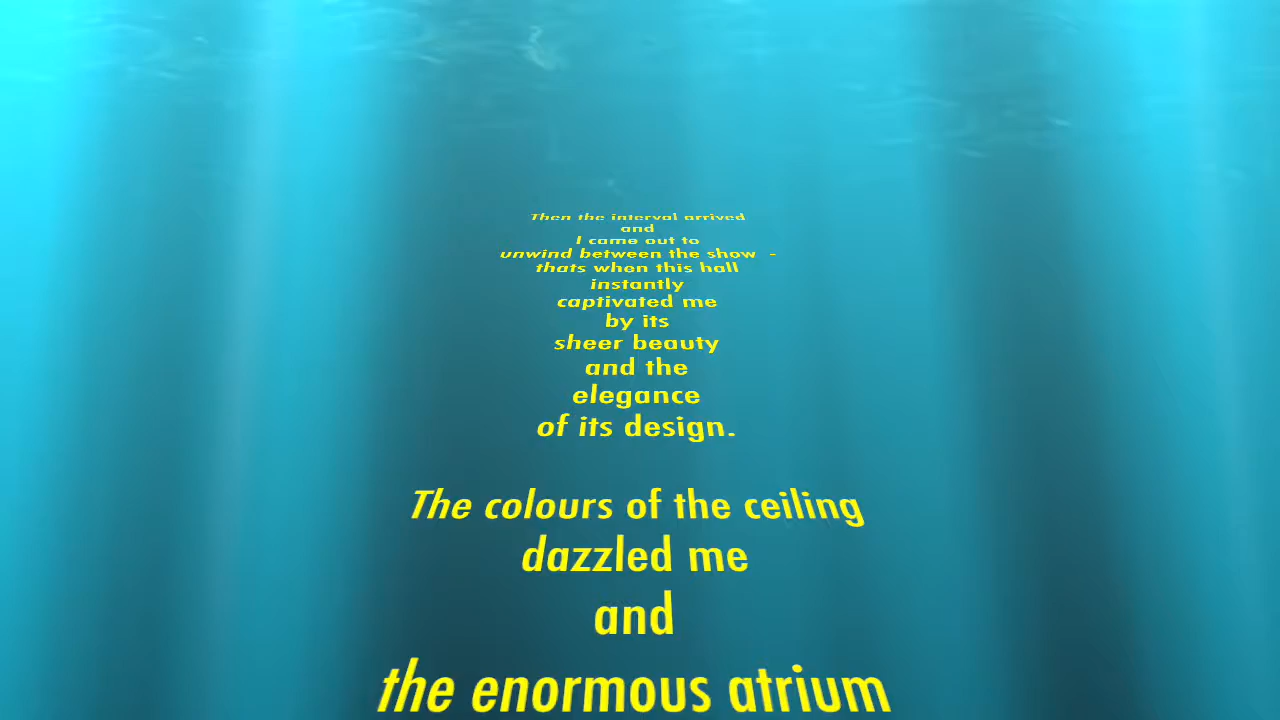 Then the interval arrived
and
I came out to
unwind between the show -
thats when this hall
instantly
captivated me
by its
sheer beauty
and the
elegance
of its design.
The colours of the ceiling
dazzled me
and
the enormous atrium